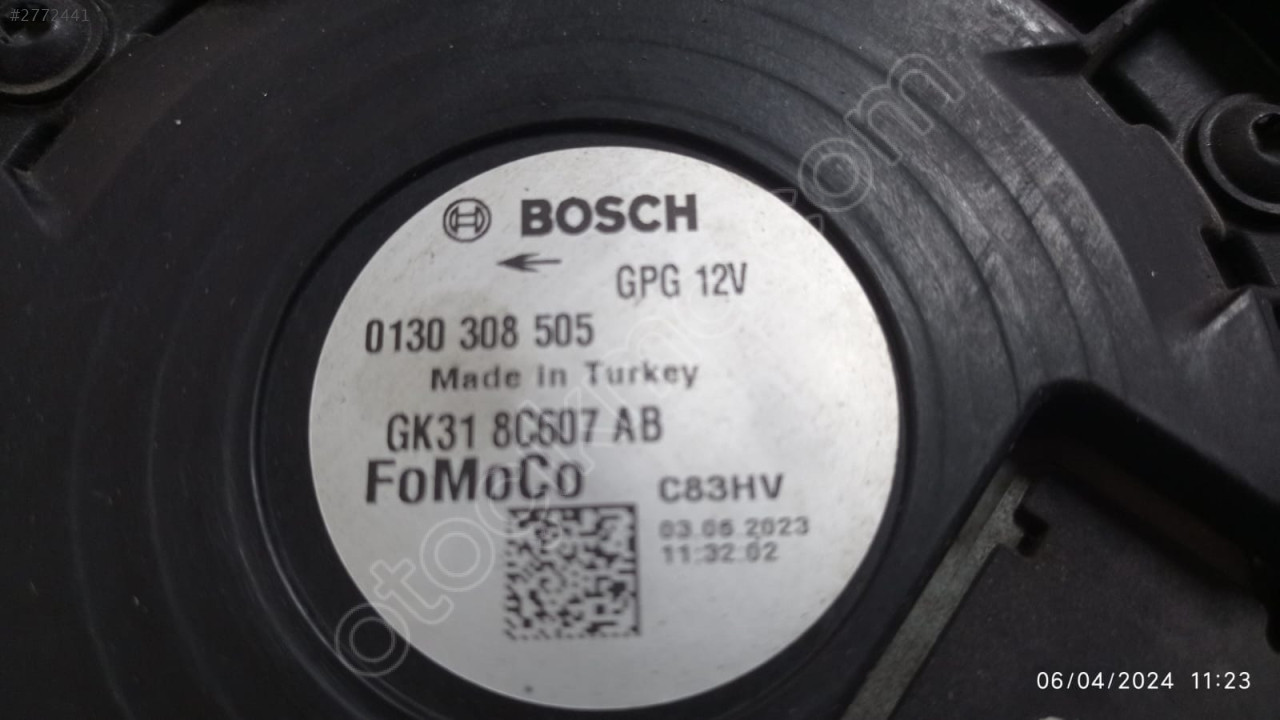 #2772441
BOSCH
GPG 12V
0130 308 505
Made in Turkey
GK31 8C607 AB
FoMoCo
C83HV
03.06.2023
11:32:02
06/04/2024 11:23